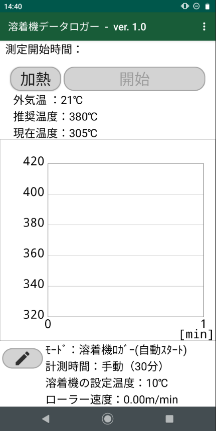 14:40
溶着機データロガー - ver. 1.0
測定開始時間：
加熱 開始
外気温 ：21℃
推奨温度：380℃
現在温度：305℃
420
400
380
360
340
320
0 1
[min]
ﾓｰﾄﾞ：溶着機ﾛｶﾞｰ(自動ｽﾀｰﾄ)
計測時間：手動（30分）
溶着機の設定温度：10℃
ローラー速度：0.00m/min